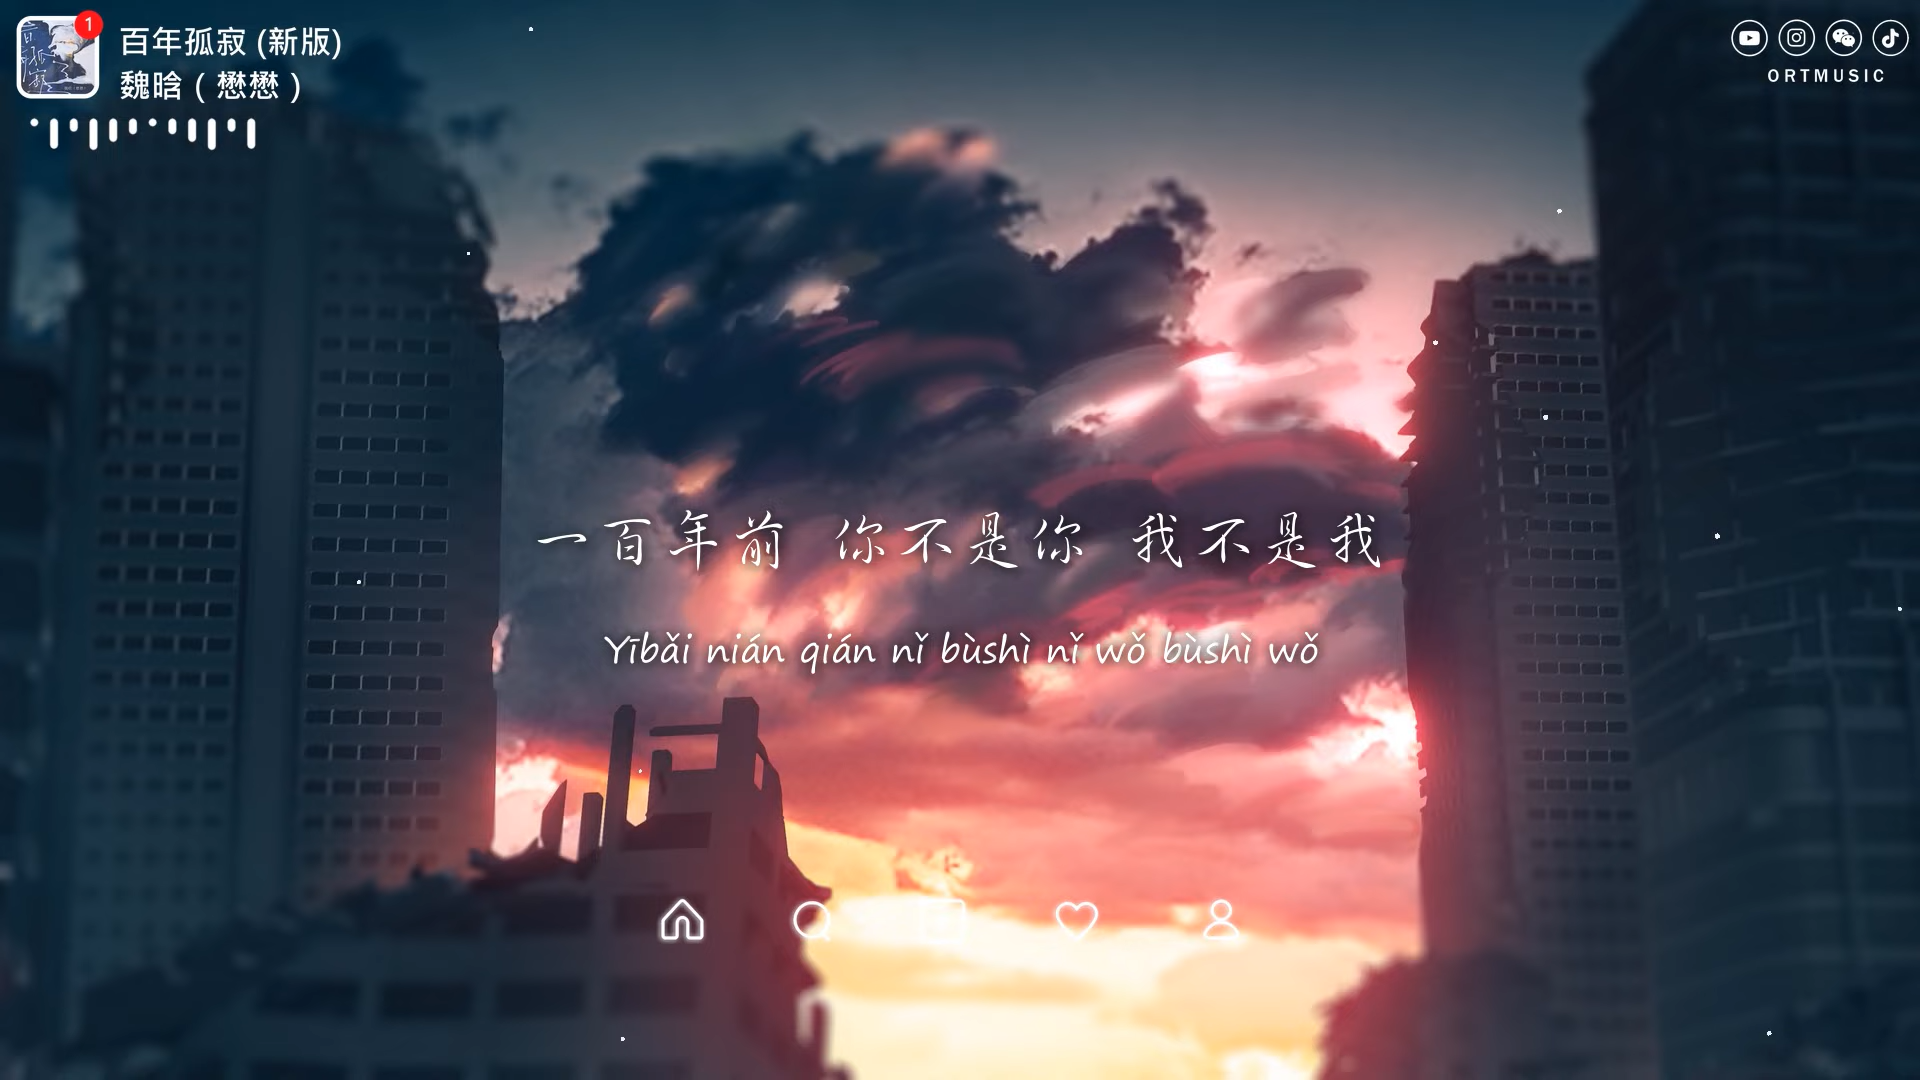 1
百年孤寂 (新版)
魏晗 ( 懋懋 )
ORTMUSIC
一百年前 你不是你 我不是我
Yībǎi nián qián nǐ bùshì nǐ wǒ bùshì wǒ